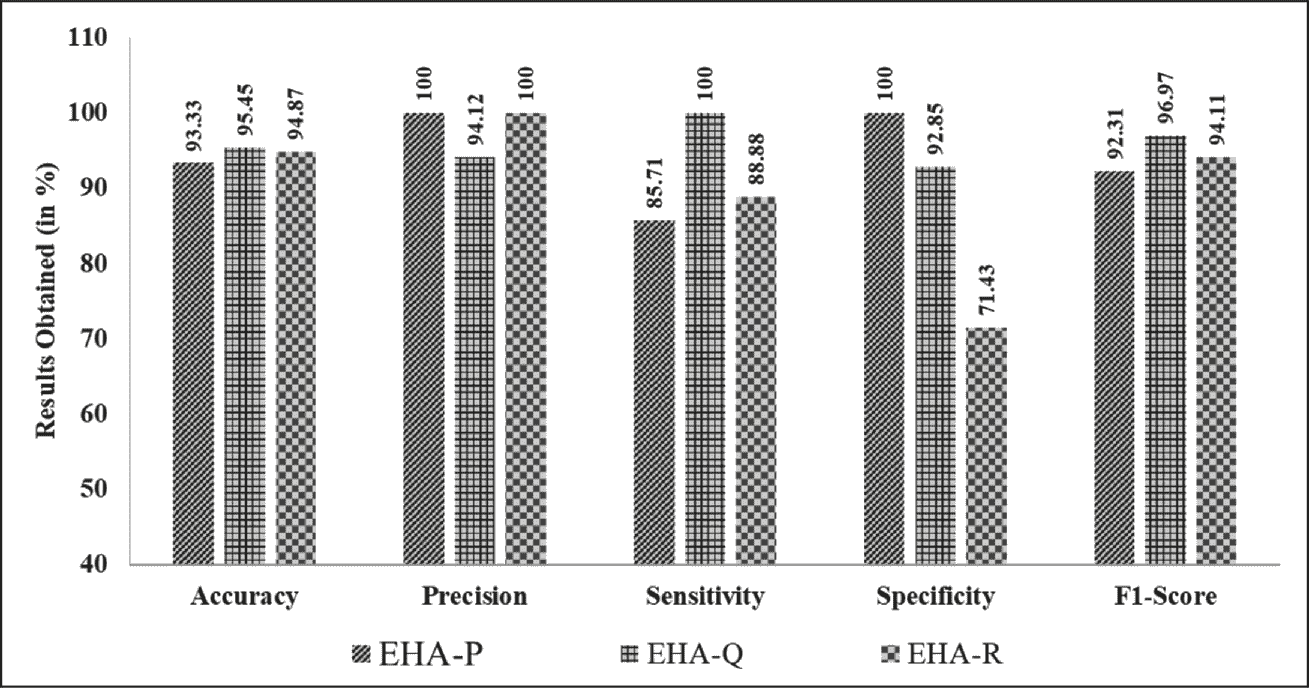 Results Obtained (in %)
110
100
90
80
70
60
50
40
93.33
95.45
94.87
100
94.12
100
85.71
100
88.88
100
92.85
71.43
92.31
96.97
94.11
Accuracy
Precision
Sensitivity
Specificity
F1-Score
EHA-P
EHA-Q
EHA-R